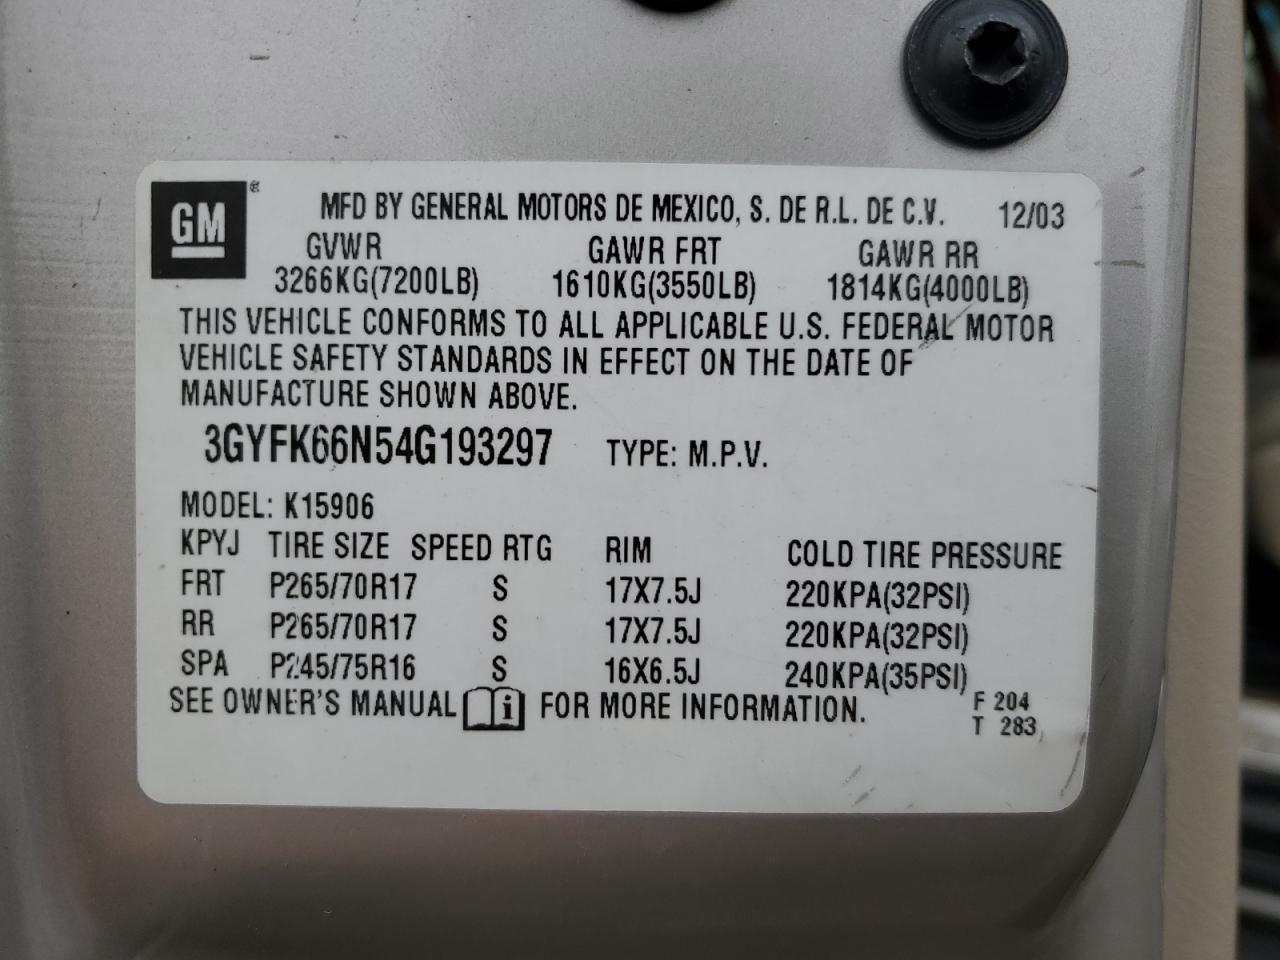 GM ® MFD BY GENERAL MOTORS DE MEXICO, S. DE R.L. DE C.V. 12/03
GVWR GAWR FRT GAWR RR
3266KG(7200LB) 1610KG(3550LB) 1814KG(4000LB)
THIS VEHICLE CONFORMS TO ALL APPLICABLE U.S. FEDERAL MOTOR
VEHICLE SAFETY STANDARDS IN EFFECT ON THE DATE OF
MANUFACTURE SHOWN ABOVE.
3GYFK66N54G193297 TYPE: M.P.V.
MODEL: K15906
KPYJ TIRE SIZE SPEED RTG RIM COLD TIRE PRESSURE
FRT P265/70R17 S 17X7.5J 220KPA(32PSI)
RR P265/70R17 S 17X7.5J 220KPA(32PSI)
SPA P245/75R16 S 16X6.5J 240KPA(35PSI)
SEE OWNER'S MANUAL i FOR MORE INFORMATION. F 204
T 283